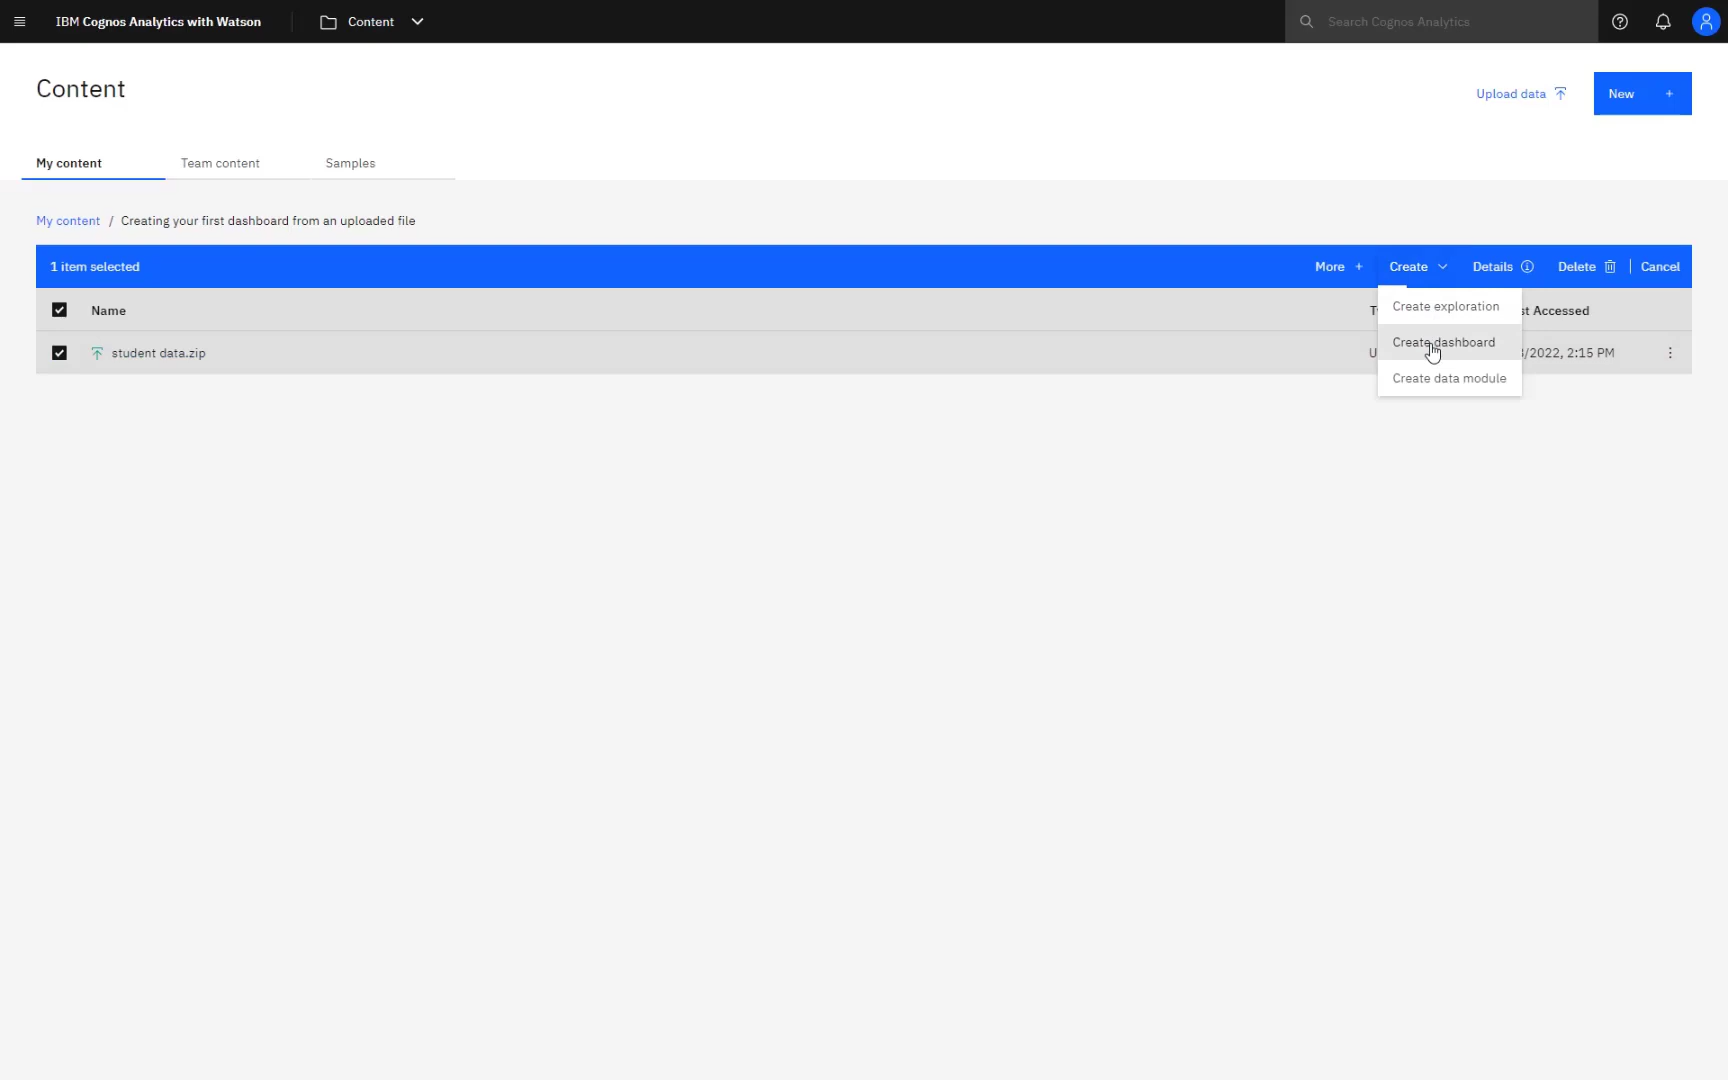 IBM Cognos Analytics with Watson
Content
Search Cognos Analytics
Content
Upload data
New +
My content
Team content
Samples
My content / Creating your first dashboard from an uploaded file
1 item selected
More +
Create
Details
Delete
Cancel
Name
st Accessed
student data.zip
/2022, 2:15 PM
Create exploration
Create dashboard
Create data module